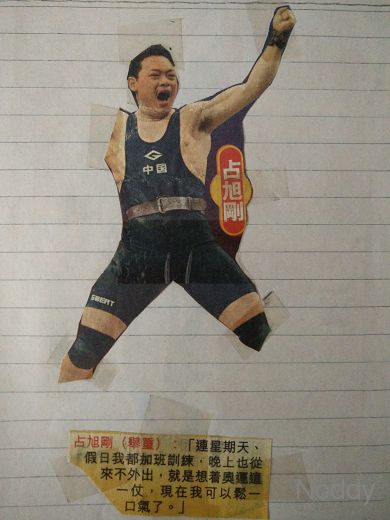 中国
占旭剛
SWEAT
占旭剛（舉重）：「連星期天、
假日我都加班訓練，晚上也從
來不外出，就是想着奧運這
一仗，現在我可以鬆一
口氣了。」
Noddy